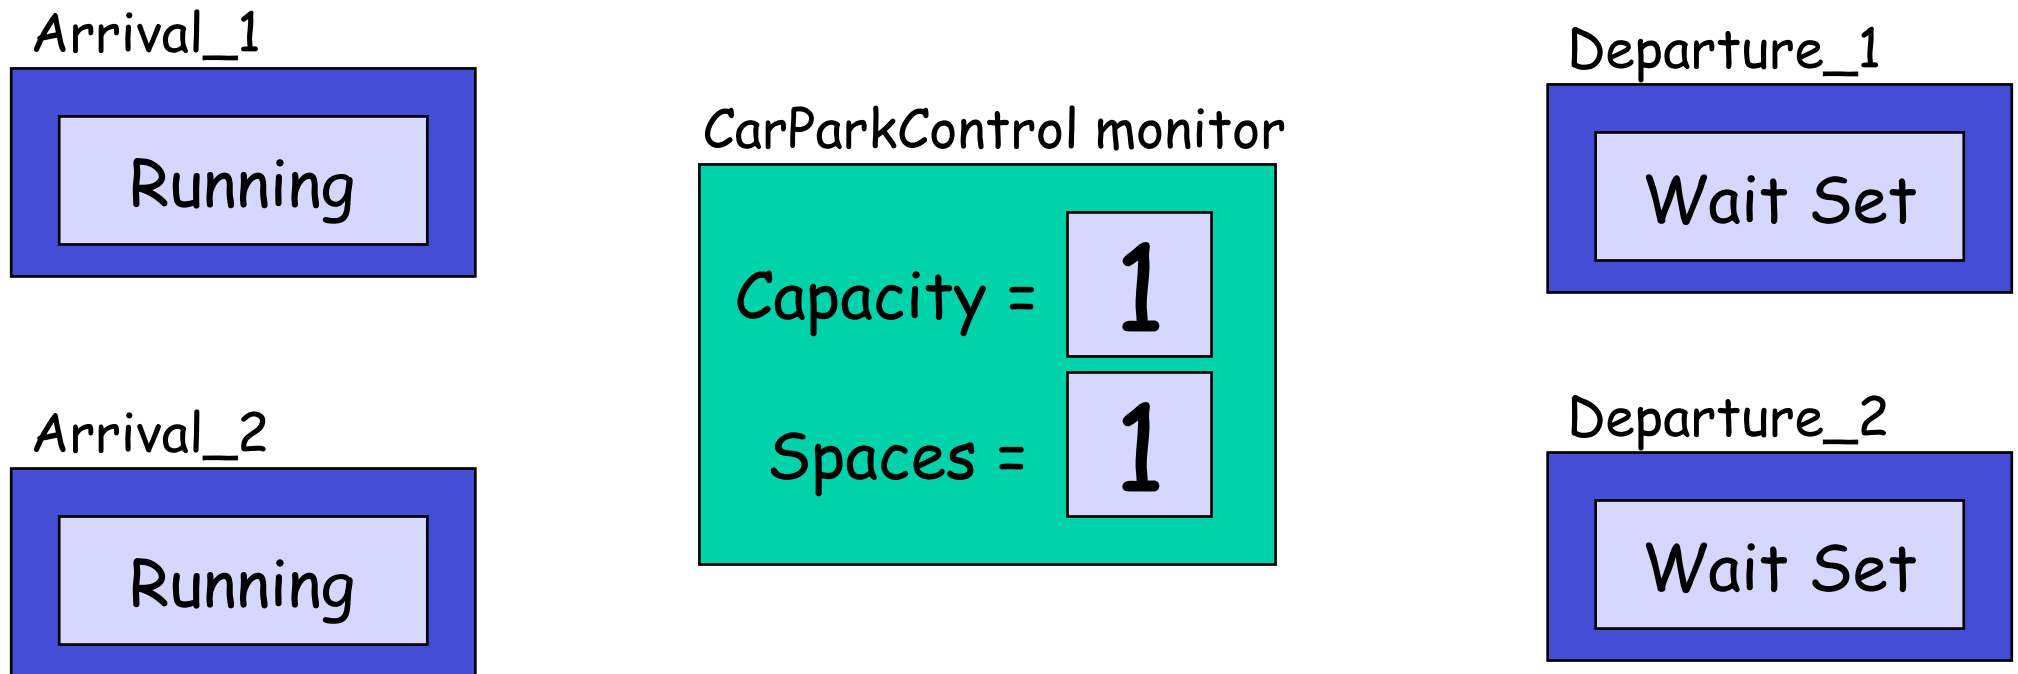 Arrival_1
Running
Arrival_2
Running
CarParkControl monitor
Capacity = 1
Spaces = 1
Departure_1
Wait Set
Departure_2
Wait Set